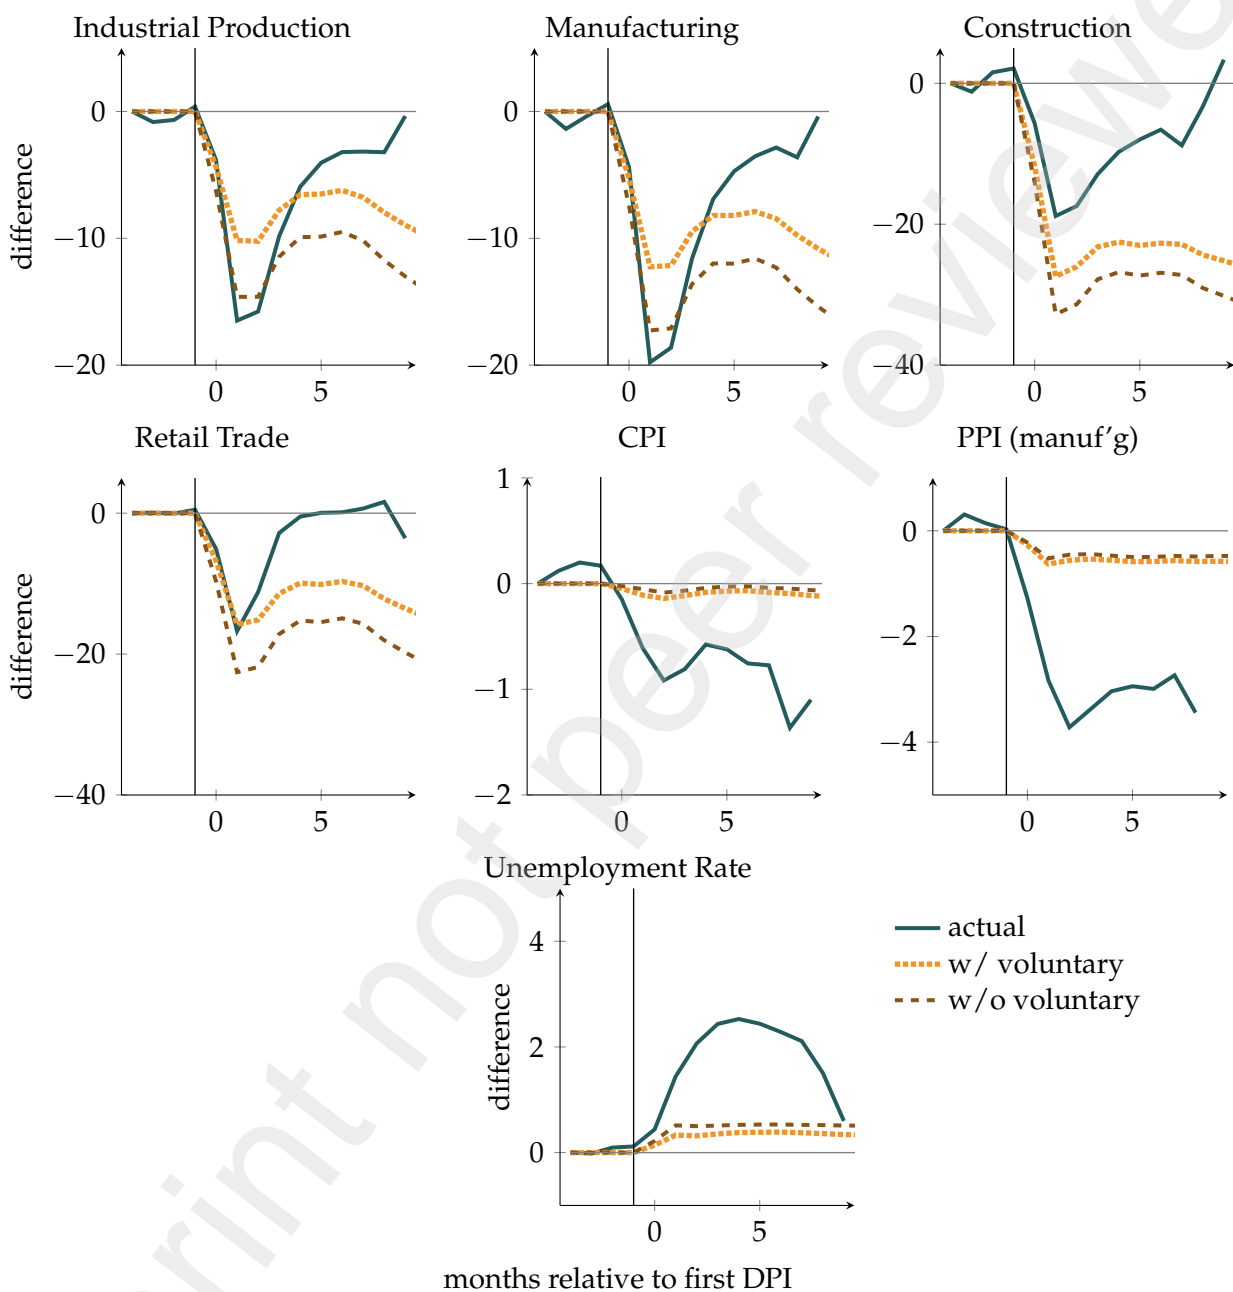 Industrial Production
Manufacturing
Construction
difference
0
−10
−20
0 5
0
−10
−20
0 5
0
−20
−40
0 5
Retail Trade
CPI
PPI (manuf'g)
difference
0
−20
−40
0 5
1
0
−1
−2
0 5
0
−2
−4
0 5
Unemployment Rate
difference
4
2
0
0 5
actual
w/ voluntary
w/o voluntary
months relative to first DPI
print not peer reviewe